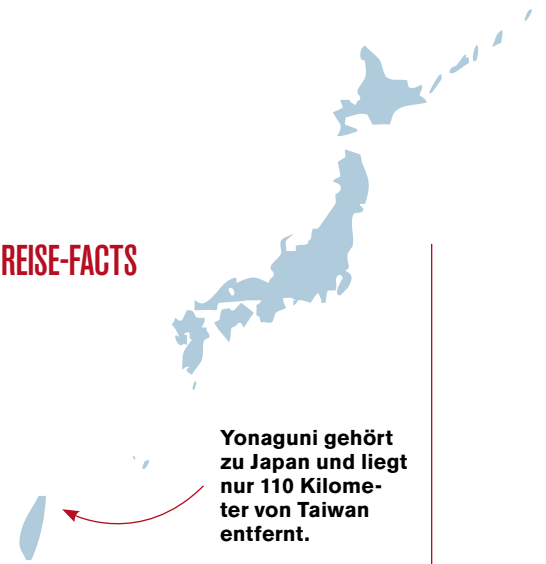 REISE-FACTS
Yonaguni gehört
zu Japan und liegt
nur 110 Kilome-
ter von Taiwan
entfernt.